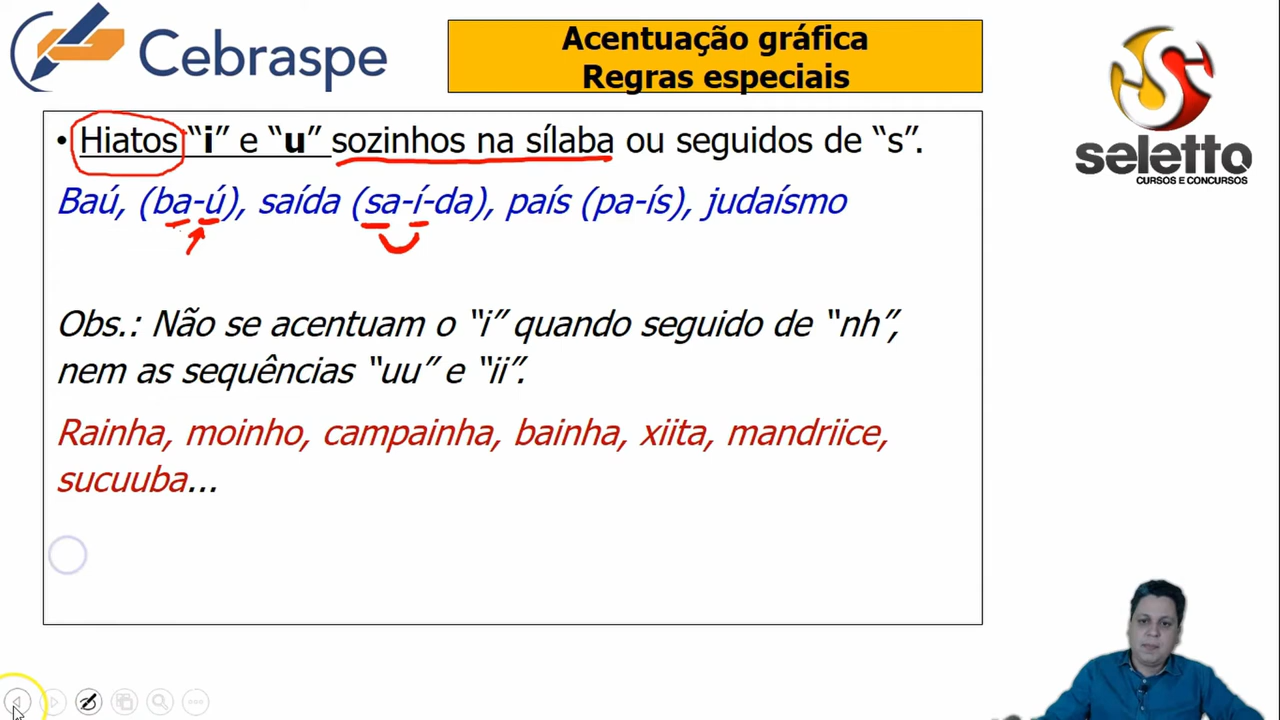 Cebraspe
Acentuação gráfica
Regras especiais
seletto
CURSOS E CONCURSOS
• Hiatos “i” e “u” sozinhos na sílaba ou seguidos de “s”.
Baú, (ba-ú), saída (sa-í-da), país (pa-ís), judaísmo
Obs.: Não se acentuam o “i” quando seguido de “nh”,
nem as sequências “uu” e “ii”.
Rainha, moinho, campainha, bainha, xiita, mandriice,
sucuuba...